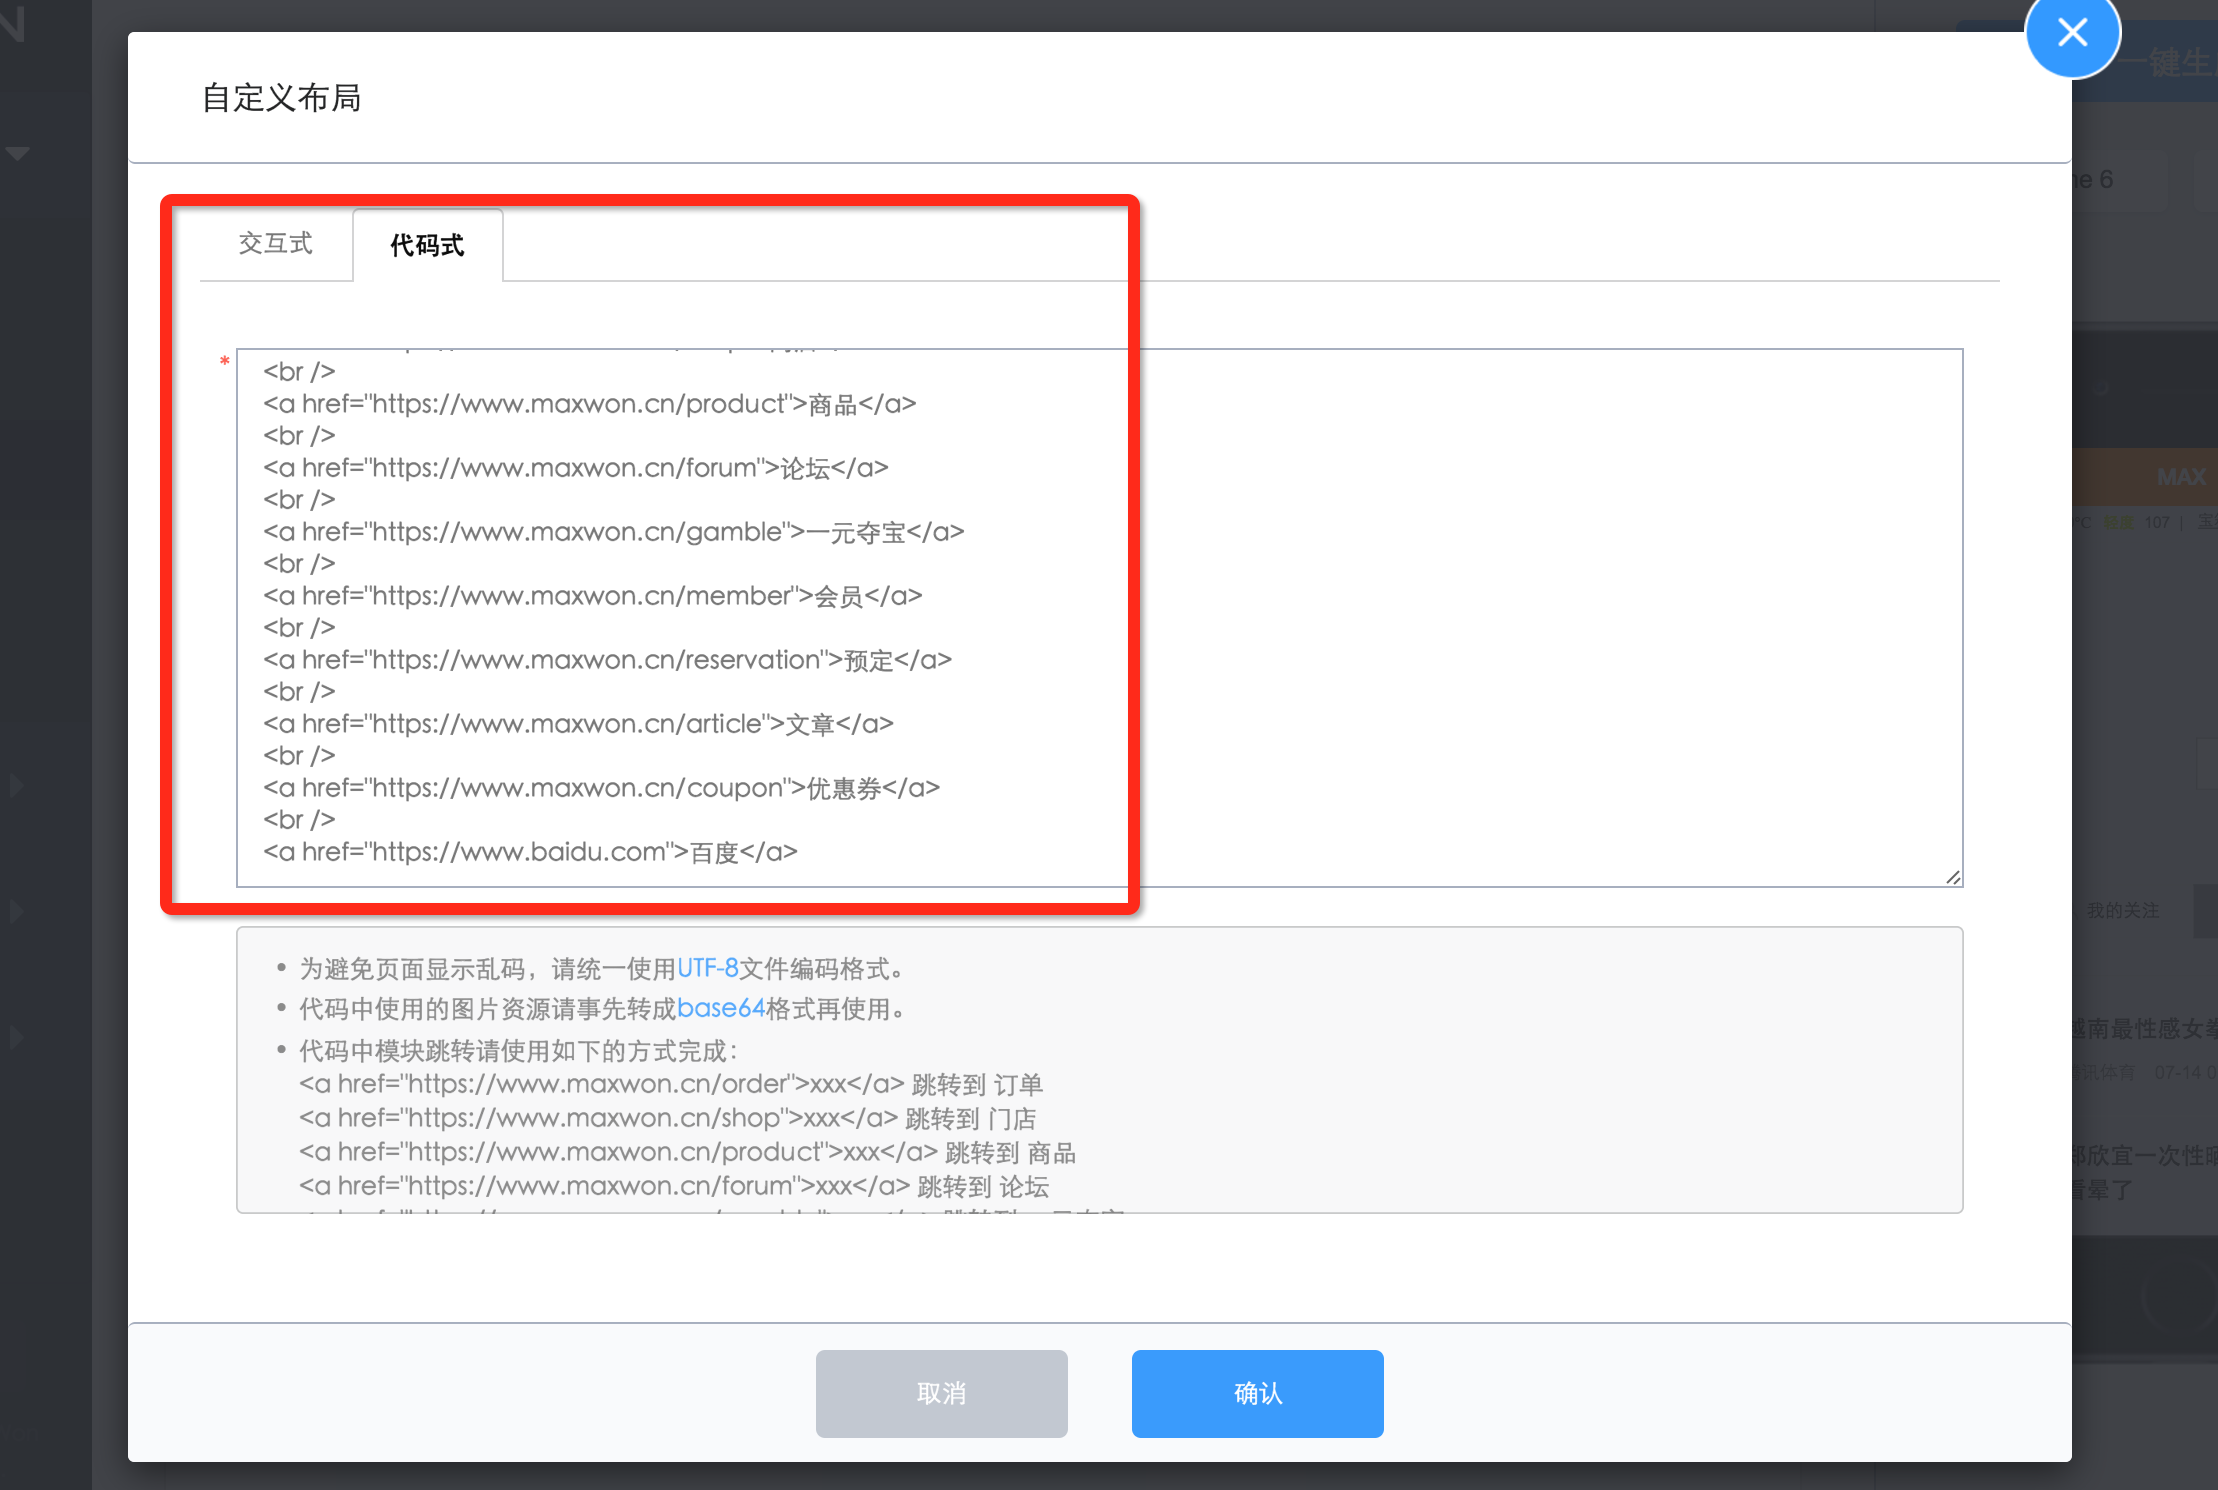 自定义布局
交互式
代码式
*
<br />
<a href="https://www.maxwon.cn/product">商品</a>
<br />
<a href="https://www.maxwon.cn/forum">论坛</a>
<br />
<a href="https://www.maxwon.cn/gamble">一元夺宝</a>
<br />
<a href="https://www.maxwon.cn/member">会员</a>
<br />
<a href="https://www.maxwon.cn/reservation">预定</a>
<br />
<a href="https://www.maxwon.cn/article">文章</a>
<br />
<a href="https://www.maxwon.cn/coupon">优惠券</a>
<br />
<a href="https://www.baidu.com">百度</a>
• 为避免页面显示乱码，请统一使用UTF-8文件编码格式。
• 代码中使用的图片资源请事先转成base64格式再使用。
• 代码中模块跳转请使用如下的方式完成：
<a href="https://www.maxwon.cn/order">xxx</a> 跳转到 订单
<a href="https://www.maxwon.cn/shop">xxx</a> 跳转到 门店
<a href="https://www.maxwon.cn/product">xxx</a> 跳转到 商品
<a href="https://www.maxwon.cn/forum">xxx</a> 跳转到 论坛
取消
确认
一键生
ne 6
MAX
°C 轻度 107 |
我的关注
越南最性感女拳
腾讯体育 07-14 0
郑欣宜一次性晒
看晕了